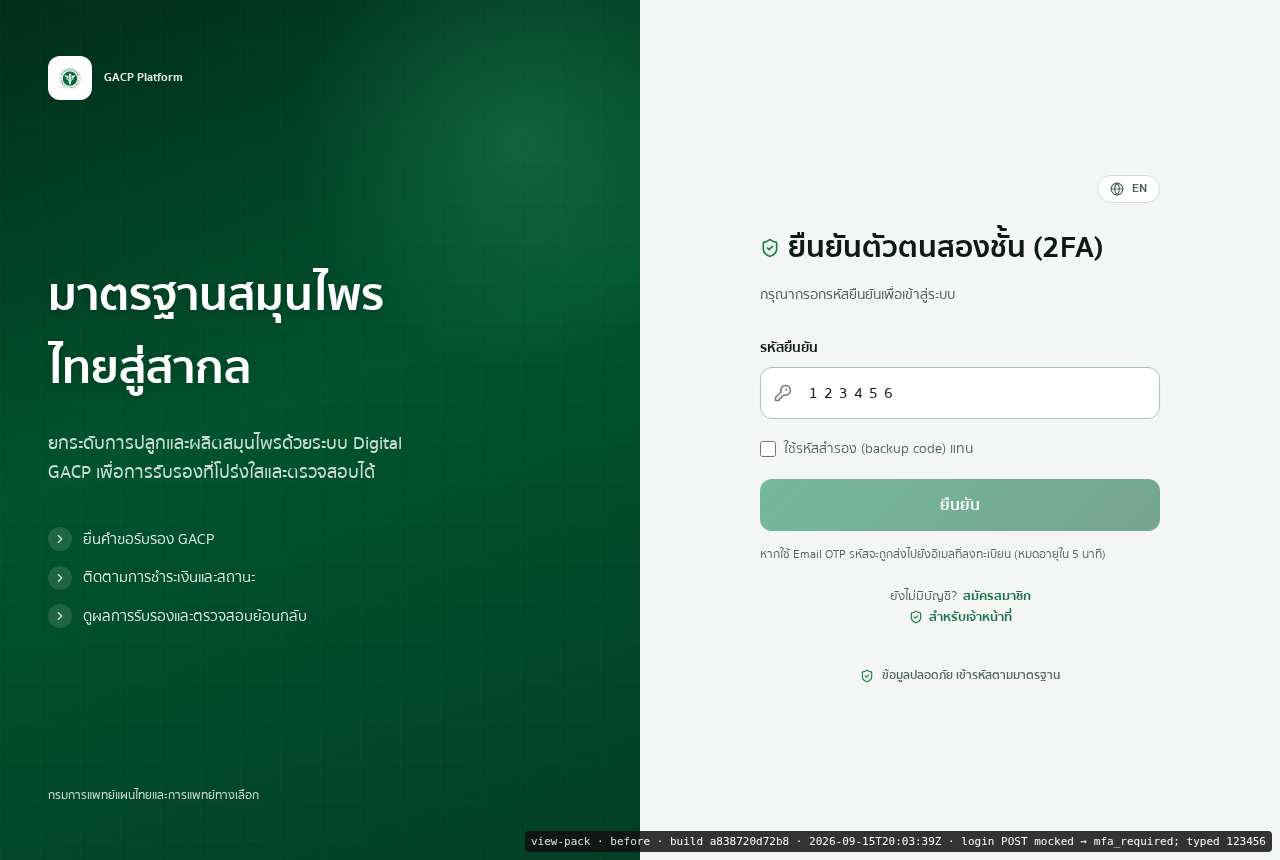 GACP Platform
มาตรฐานสมุนไพร
ไทยสู่สากล
ยกระดับการปลูกและผลิตสมุนไพรด้วยระบบ Digital
GACP เพื่อการรับรองที่โปร่งใสและตรวจสอบได้
ยื่นคำขอรับรอง GACP
ติดตามการชำระเงินและสถานะ
ดูผลการรับรองและตรวจสอบย้อนกลับ
กรมการแพทย์แผนไทยและการแพทย์ทางเลือก
EN
ยืนยันตัวตนสองชั้น (2FA)
กรุณากรอกรหัสยืนยันเพื่อเข้าสู่ระบบ
รหัสยืนยัน
123456
ใช้รหัสสำรอง (backup code) แทน
ยืนยัน
หากใช้ Email OTP รหัสจะถูกส่งไปยังอีเมลที่ลงทะเบียน (หมดอายุใน 5 นาที)
ยังไม่มีบัญชี? สมัครสมาชิก
สำหรับเจ้าหน้าที่
ข้อมูลปลอดภัย เข้ารหัสตามมาตรฐาน
view-pack · before · build a838720d72b8 · 2026-09-15T20:03:39Z · login POST mocked → mfa_required; typed 123456